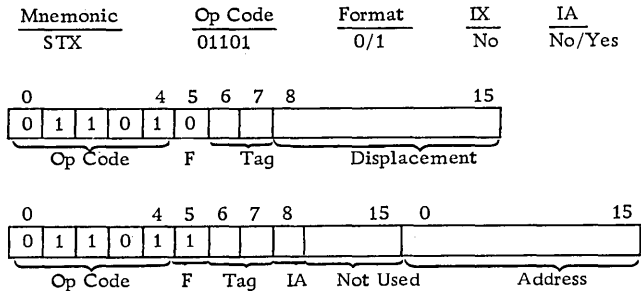 Mnemonic Op Code Format IX IA
STX 01101 0/1 No No/Yes
0 4 5 6 7 8 15
0 1 1 0 1 0
Op Code F Tag Displacement
0 4 5 6 7 8 15 0 15
0 1 1 0 1 1
Op Code F Tag IA Not Used Address